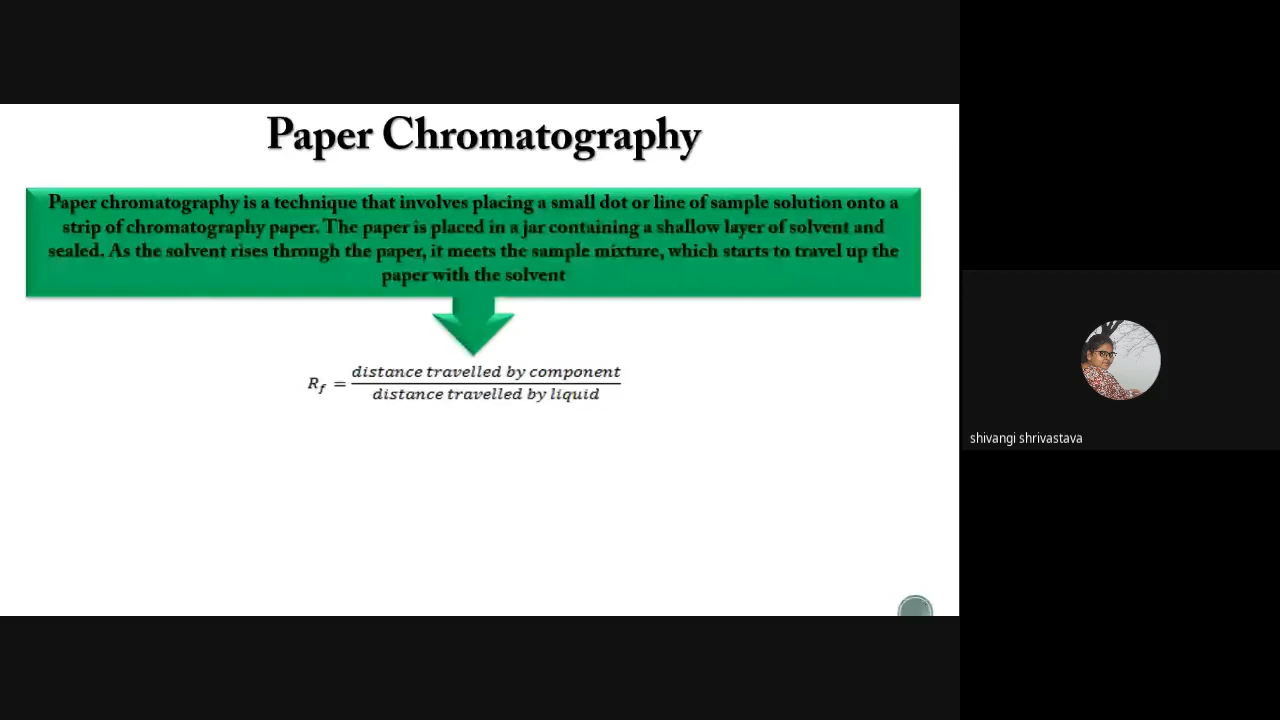 Paper Chromatography
Paper chromatography is a technique that involves placing a small dot or line of sample solution onto a
strip of chromatography paper. The paper is placed in a jar containing a shallow layer of solvent and
sealed. As the solvent rises through the paper, it meets the sample mixture, which starts to travel up the
paper with the solvent
R_f = distance travelled by component / distance travelled by liquid
shivangi shrivastava